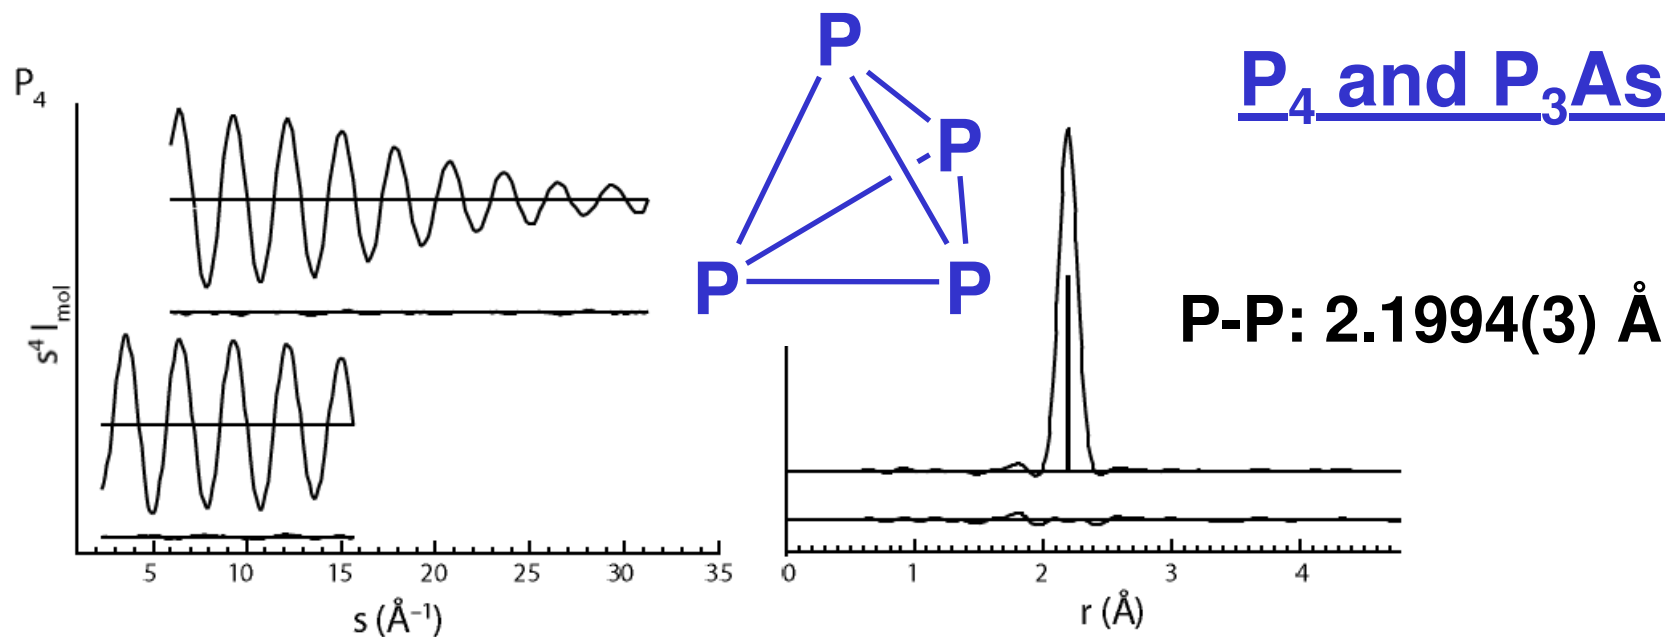 P₄ and P₃As
P₄
s⁴ I_mol
5 10 15 20 25 30 35
s (Å⁻¹)
P
P
P P
P-P: 2.1994(3) Å
0 1 2 3 4
r (Å)